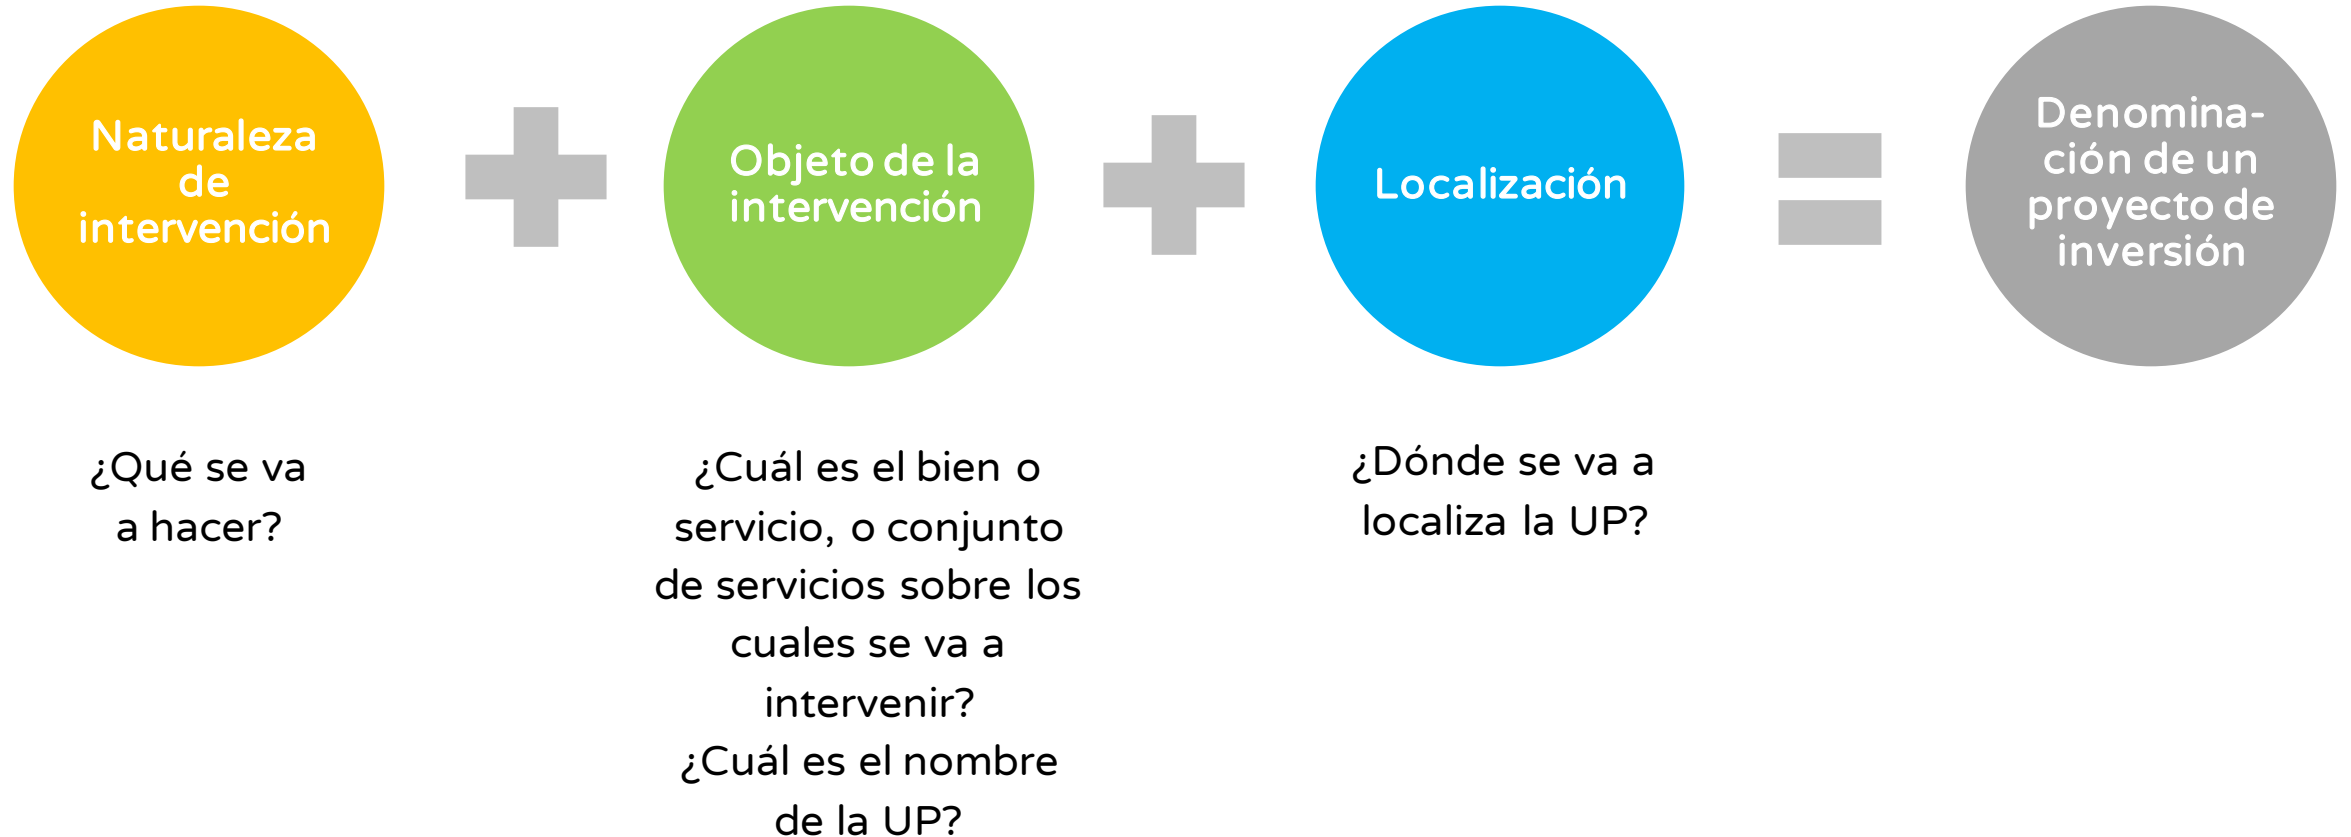 Naturaleza
de
intervención
Objeto de la
intervención
Localización
Denomina-
ción de un
proyecto de
inversión
¿Qué se va
a hacer?
¿Cuál es el bien o
servicio, o conjunto
de servicios sobre los
cuales se va a
intervenir?
¿Cuál es el nombre
de la UP?
¿Dónde se va a
localiza la UP?